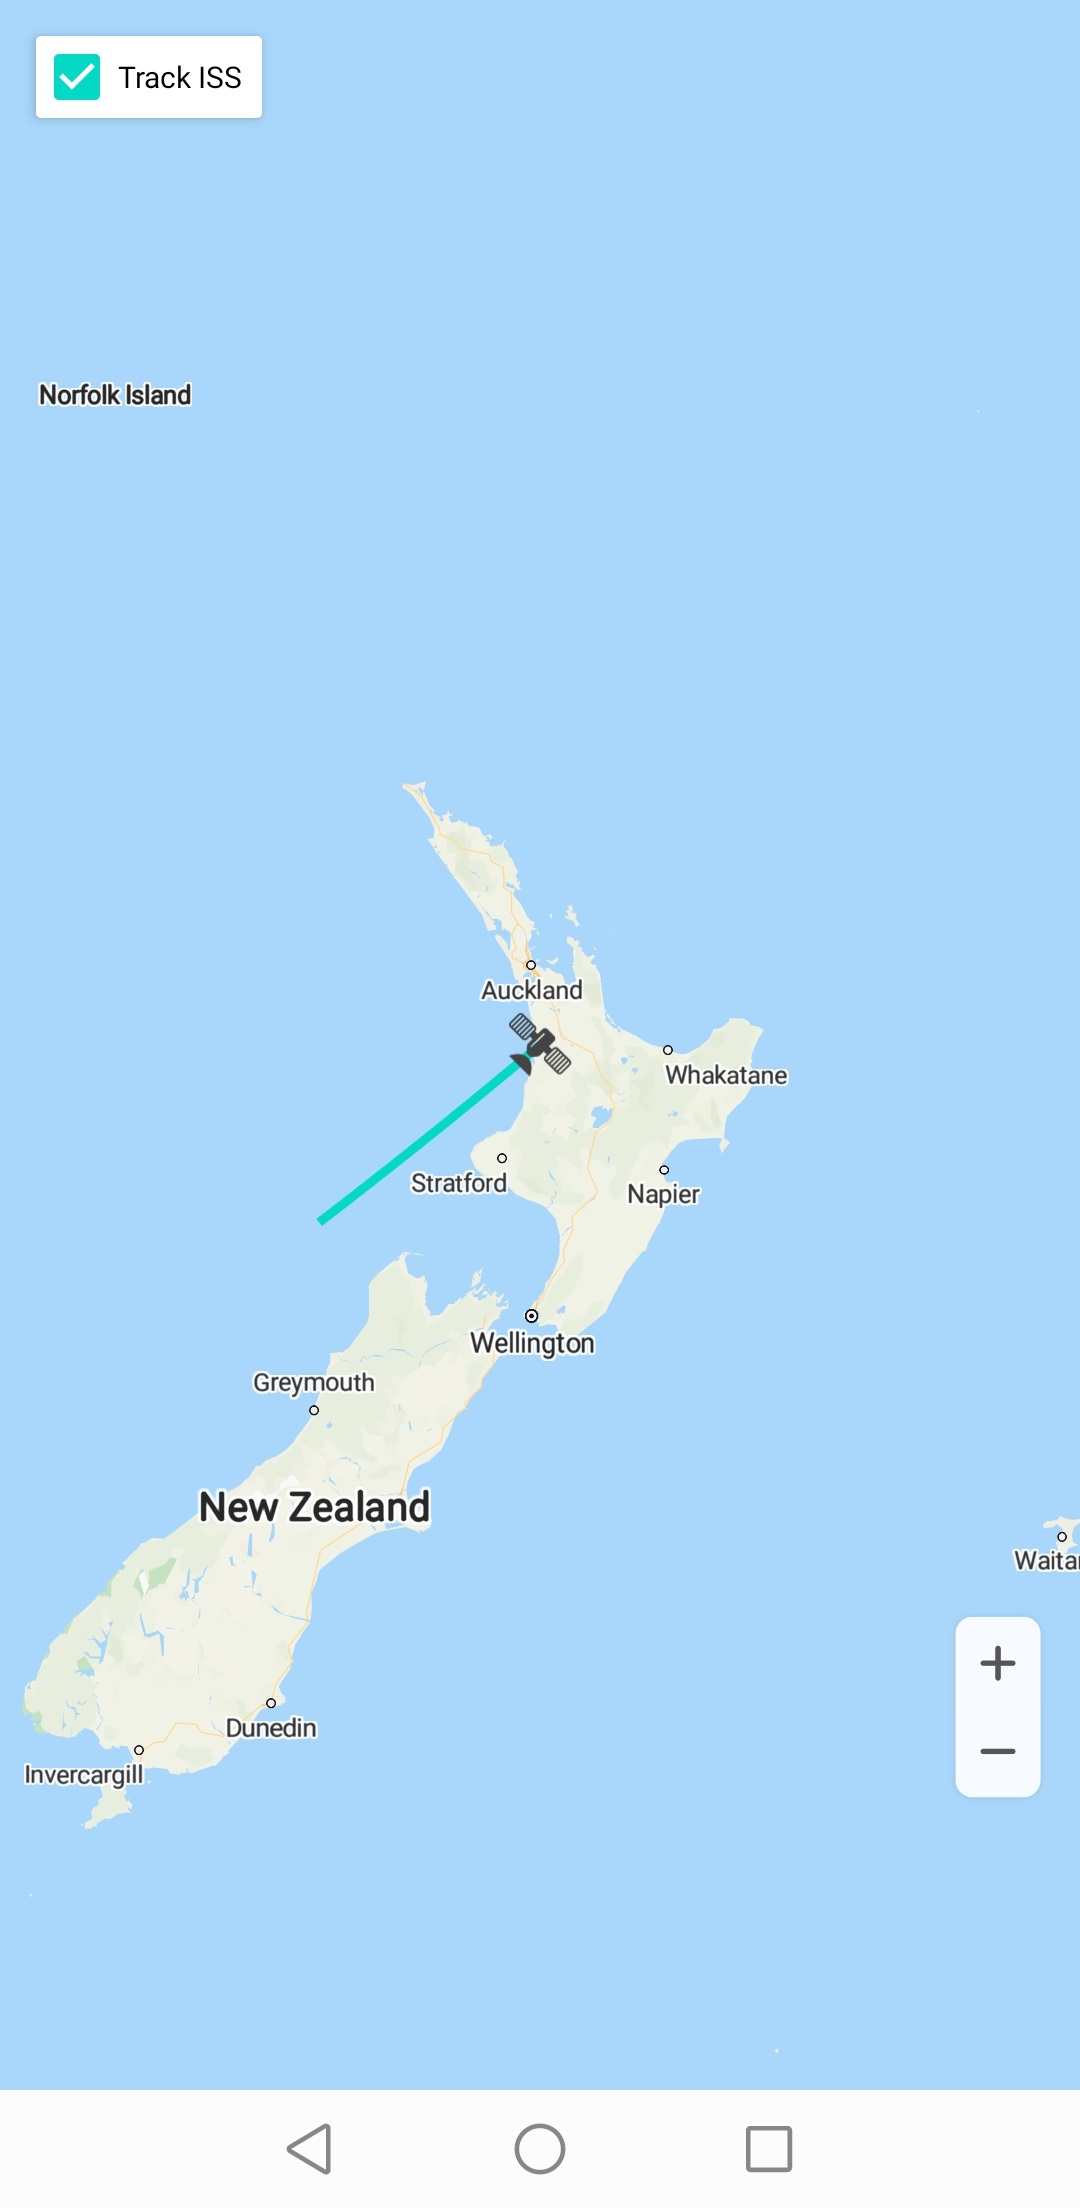 Track ISS
Norfolk Island
Auckland
Whakatane
Stratford
Napier
Wellington
Greymouth
New Zealand
Waita
Dunedin
Invercargill